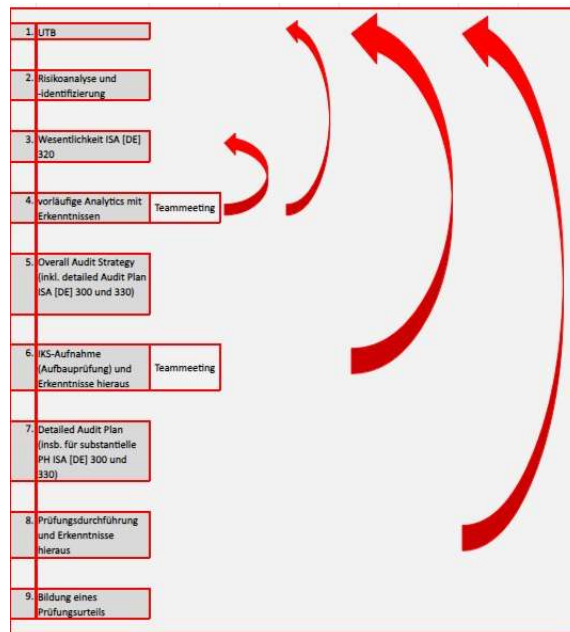 1. UTB
2. Risikoanalyse und
-identifizierung
3. Wesentlichkeit ISA [DE]
320
4. vorläufige Analytics mit
Erkenntnissen
Teammeeting
5. Overall Audit Strategy
(inkl. detailed Audit Plan
ISA [DE] 300 und 330)
6. IKS-Aufnahme
(Aufbauprüfung) und
Erkenntnisse hieraus
Teammeeting
7. Detailed Audit Plan
(insb. für substantielle
PH ISA [DE] 300 und
330)
8. Prüfungsdurchführung
und Erkenntnisse
hieraus
9. Bildung eines
Prüfungsurteils